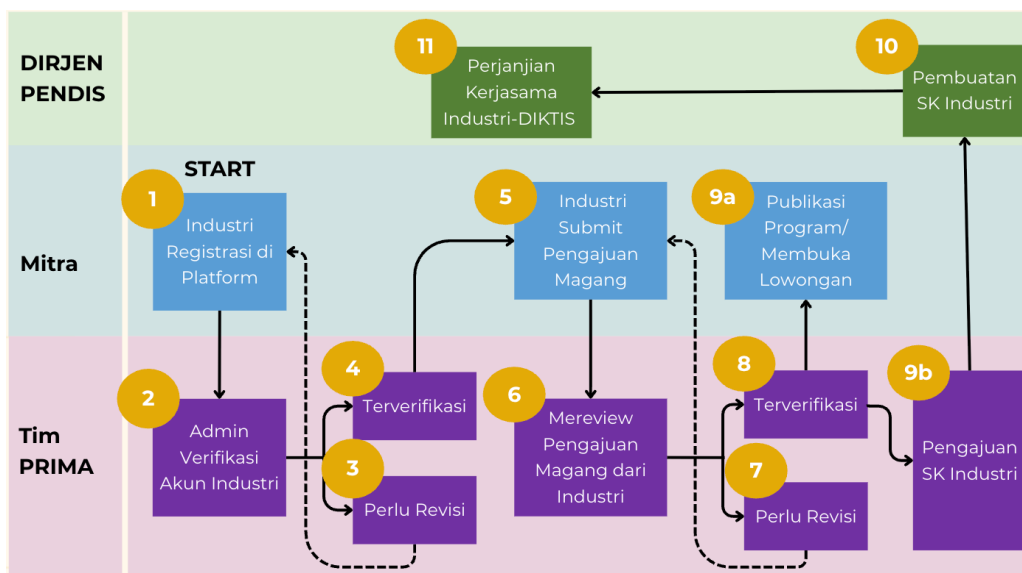 DIRJEN
PENDIS
11
Perjanjian
Kerjasama
Industri-DIKTIS
10
Pembuatan
SK Industri
Mitra
START
1
Industri
Registrasi di
Platform
5
Industri
Submit
Pengajuan
Magang
9a
Publikasi
Program/
Membuka
Lowongan
Tim
PRIMA
2
Admin
Verifikasi
Akun Industri
4
Terverifikasi
3
Perlu Revisi
6
Mereview
Pengajuan
Magang dari
Industri
8
Terverifikasi
7
Perlu Revisi
9b
Pengajuan
SK Industri